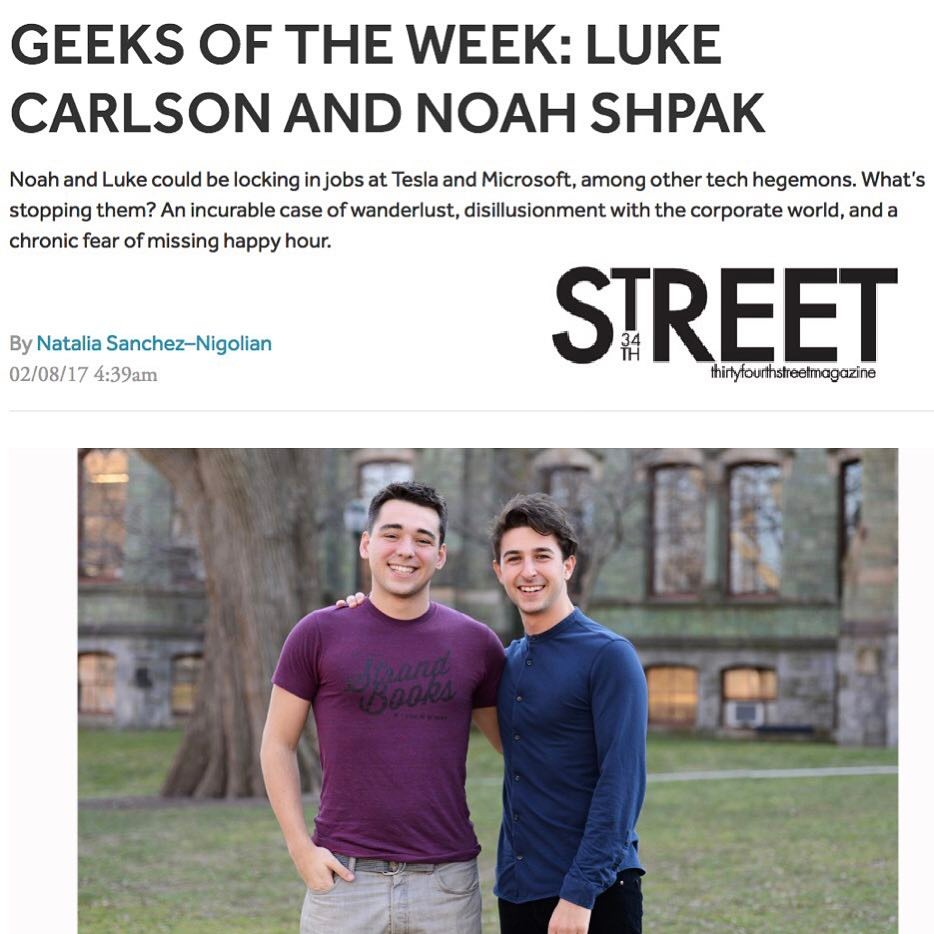 GEEKS OF THE WEEK: LUKE
CARLSON AND NOAH SHPAK
Noah and Luke could be locking in jobs at Tesla and Microsoft, among other tech hegemons. What's
stopping them? An incurable case of wanderlust, disillusionment with the corporate world, and a
chronic fear of missing happy hour.
STREET
34
TH
thirtyfourthstreetmagazine
By Natalia Sanchez–Nigolian
02/08/17 4:39am
Strand
Books